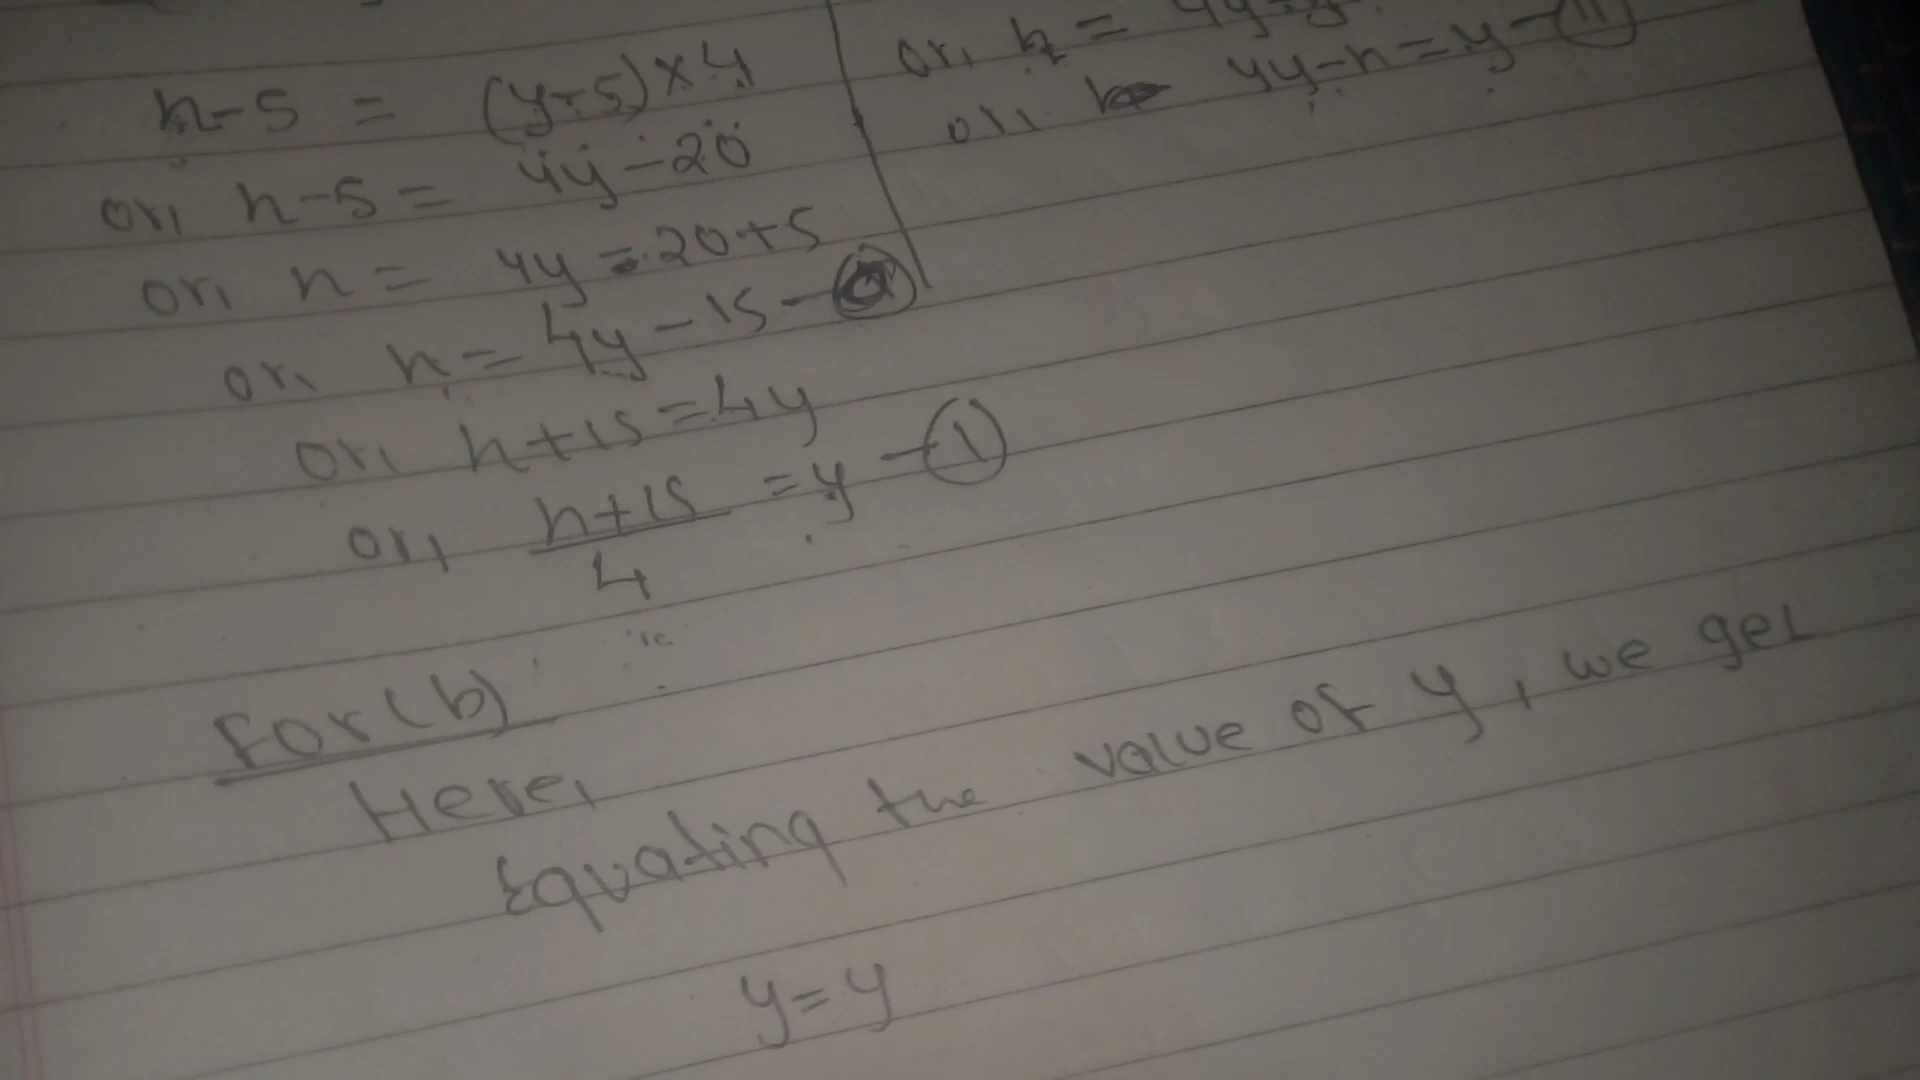 n-5 = (y-5)×4
or, n-5 = 4y-20
or, n = 4y-20+5
or, n = 4y-15-
or, n+15=4y
or, n+15/4 =y -①
or, n =
or, 4y-n=y-⑪
For(b)
Here,
Equating the value of y, we get
y=y